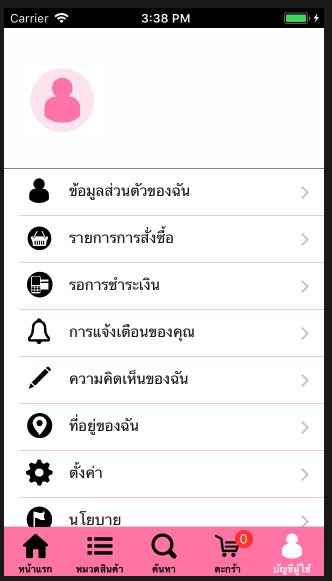 Carrier 3:38 PM
ข้อมูลส่วนตัวของฉัน
รายการการสั่งซื้อ
รอการชำระเงิน
การแจ้งเตือนของคุณ
ความคิดเห็นของฉัน
ที่อยู่ของฉัน
ตั้งค่า
นโยบาย
0
หน้าแรก หมวดสินค้า ค้นหา ตะกร้า บัญชีผู้ใช้